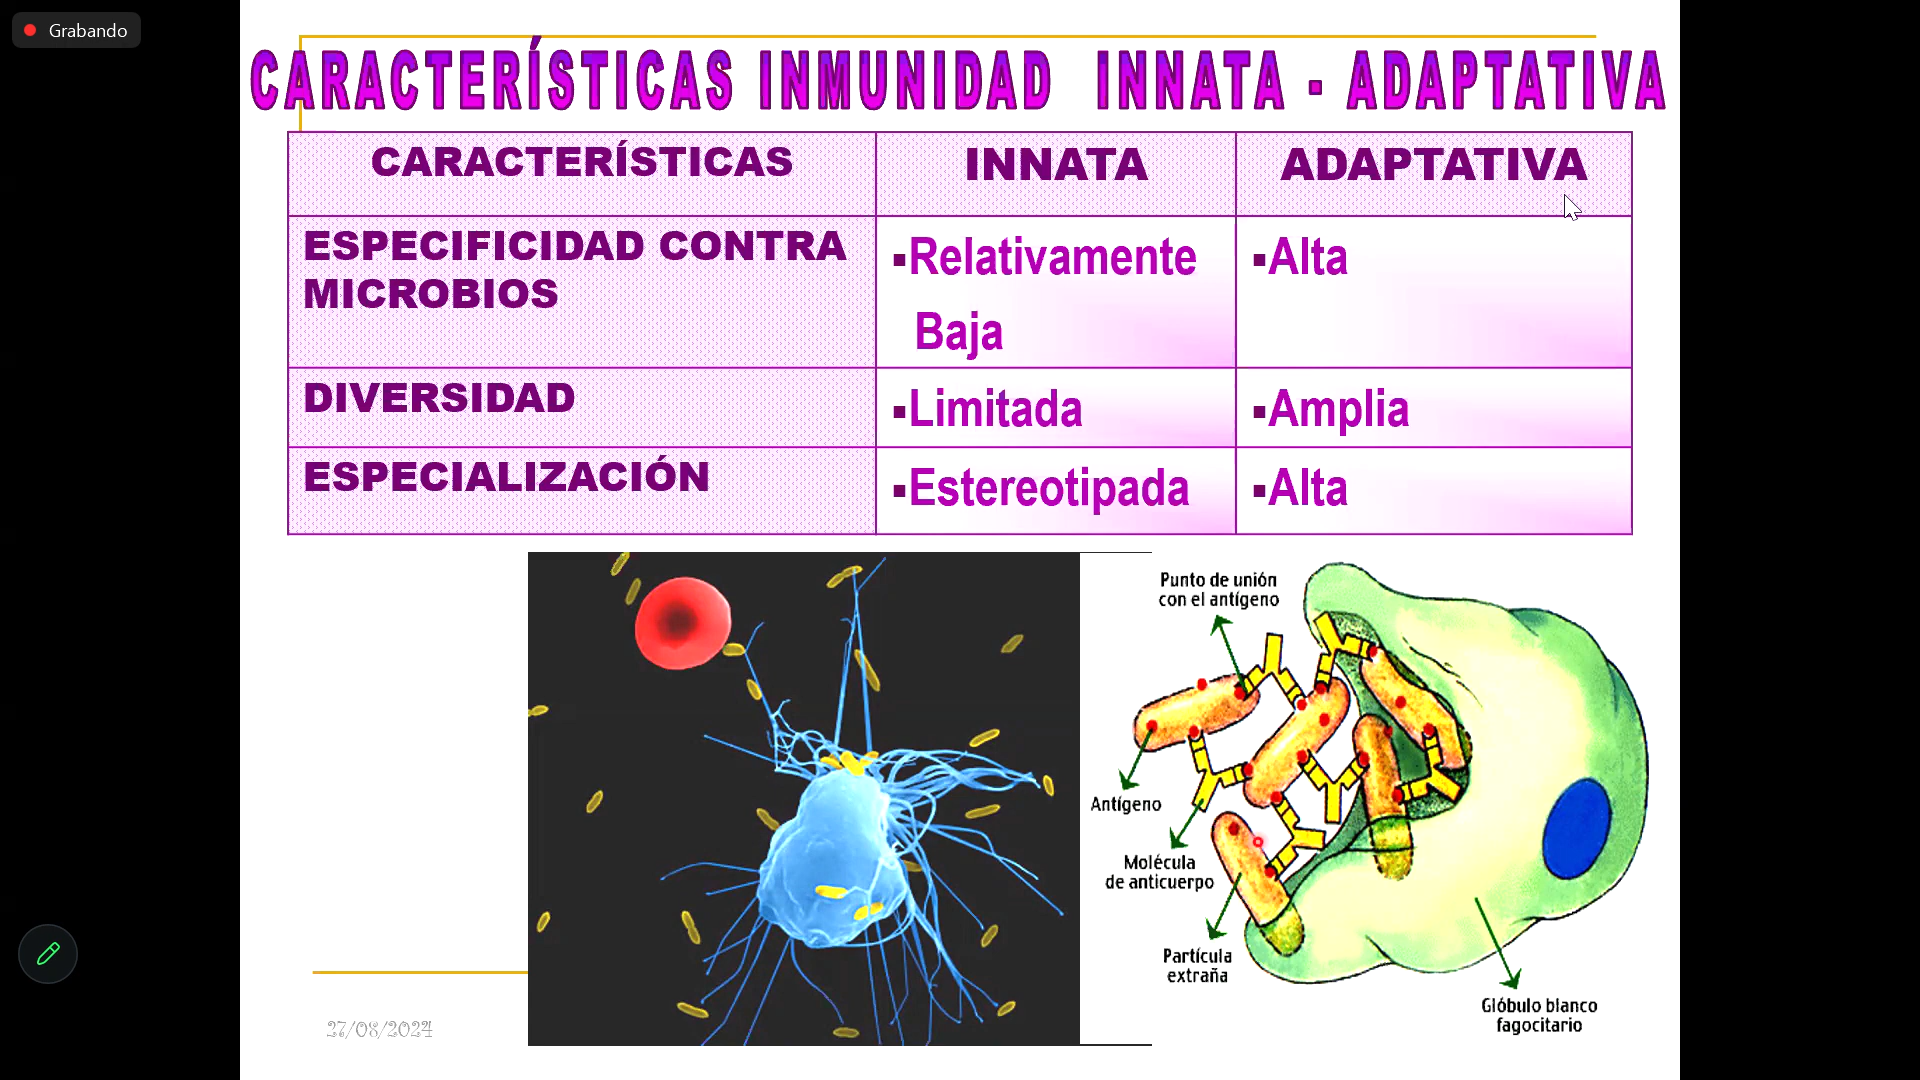 Grabando
CARACTERÍSTICAS INMUNIDAD INNATA - ADAPTATIVA
CARACTERÍSTICAS
INNATA
ADAPTATIVA
ESPECIFICIDAD CONTRA
MICROBIOS
▪Relativamente
Baja
▪Alta
DIVERSIDAD
▪Limitada
▪Amplia
ESPECIALIZACIÓN
▪Estereotipada
▪Alta
Punto de unión
con el antígeno
Antígeno
Molécula
de anticuerpo
Partícula
extraña
Glóbulo blanco
fagocitario
27/08/2024